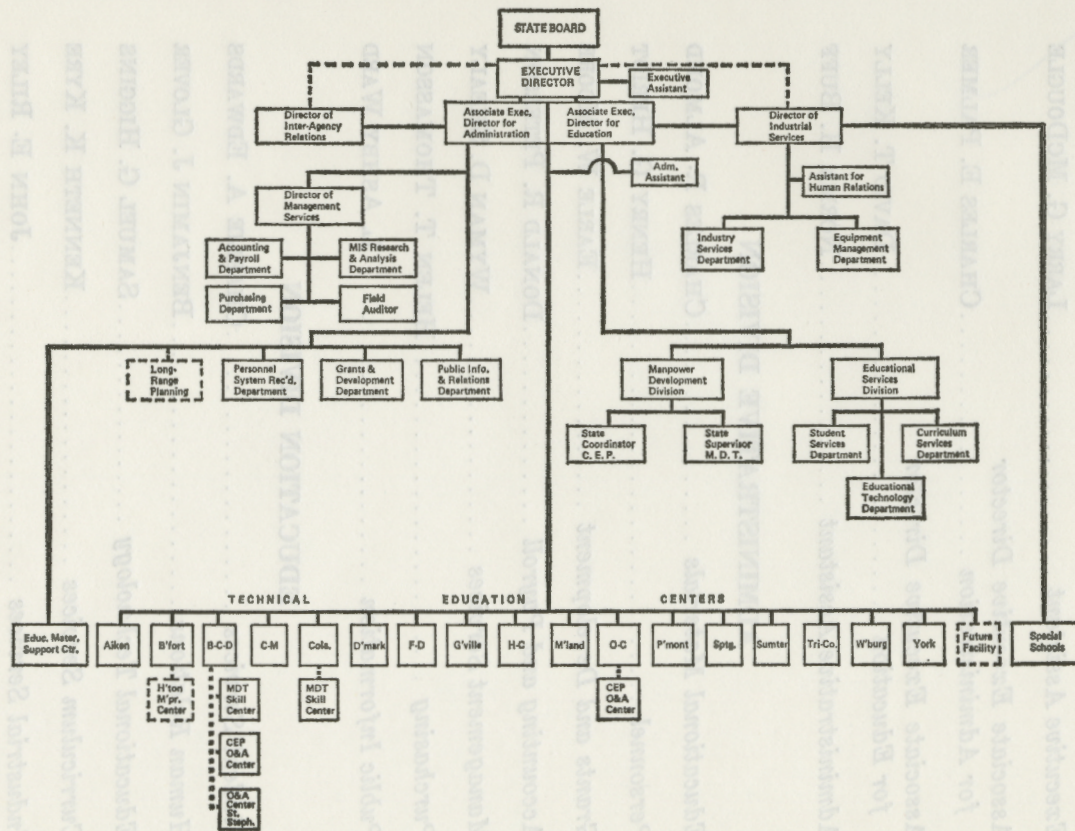 STATE BOARD
EXECUTIVE
DIRECTOR
Executive
Assistant
Director of
Inter-Agency
Relations
Associate Exec.
Director for
Administration
Associate Exec.
Director for
Education
Director of
Industrial
Services
Adm.
Assistant
Assistant for
Human Relations
Director of
Management
Services
Industry
Services
Department
Equipment
Management
Department
Accounting
& Payroll
Department
MIS Research
& Analysis
Department
Purchasing
Department
Field
Auditor
Long-
Range
Planning
Personnel
System Rec'd.
Department
Grants &
Development
Department
Public Info.
& Relations
Department
Manpower
Development
Division
Educational
Services
Division
State
Coordinator
C. E. P.
State
Supervisor
M. D. T.
Student
Services
Department
Curriculum
Services
Department
Educational
Technology
Department
TECHNICAL EDUCATION CENTERS
Educ. Mater.
Support Ctr.
Aiken
B'fort
B-C-D
C-M
Cola.
D'mark
F-D
G'ville
H-C
M'land
O-C
P'mont
Sptg.
Sumter
Tri-Co.
W'burg
York
Future
Facility
Special
Schools
H'ton
M'pr.
Center
MDT
Skill
Center
MDT
Skill
Center
CEP
O&A
Center
CEP
O&A
Center
O&A
Center
St.
Steph.